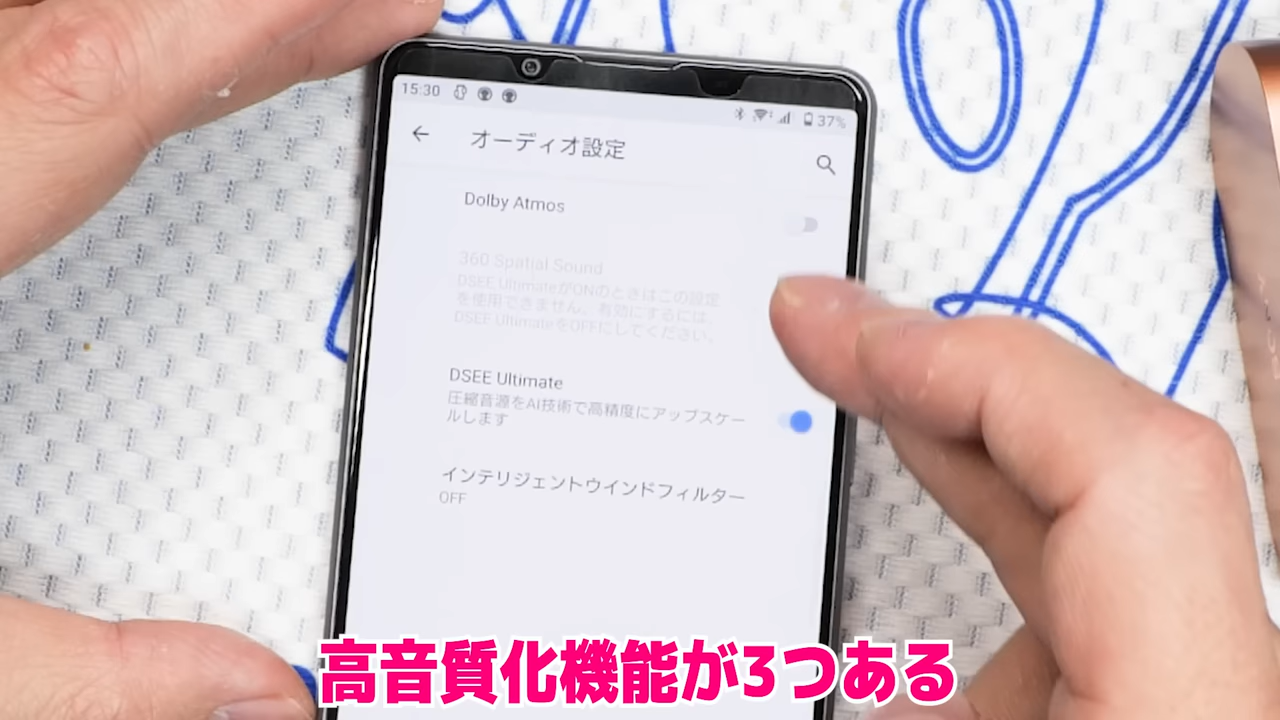 15:30
37%
オーディオ設定
Dolby Atmos
360 Spatial Sound
DSEE UltimateがONのときはこの設定
を使用できません。有効にするには
DSEE UltimateをOFFにしてください。
DSEE Ultimate
圧縮音源をAI技術で高精度にアップスケー
ルします
インテリジェントウインドフィルター
OFF
高音質化機能が3つある